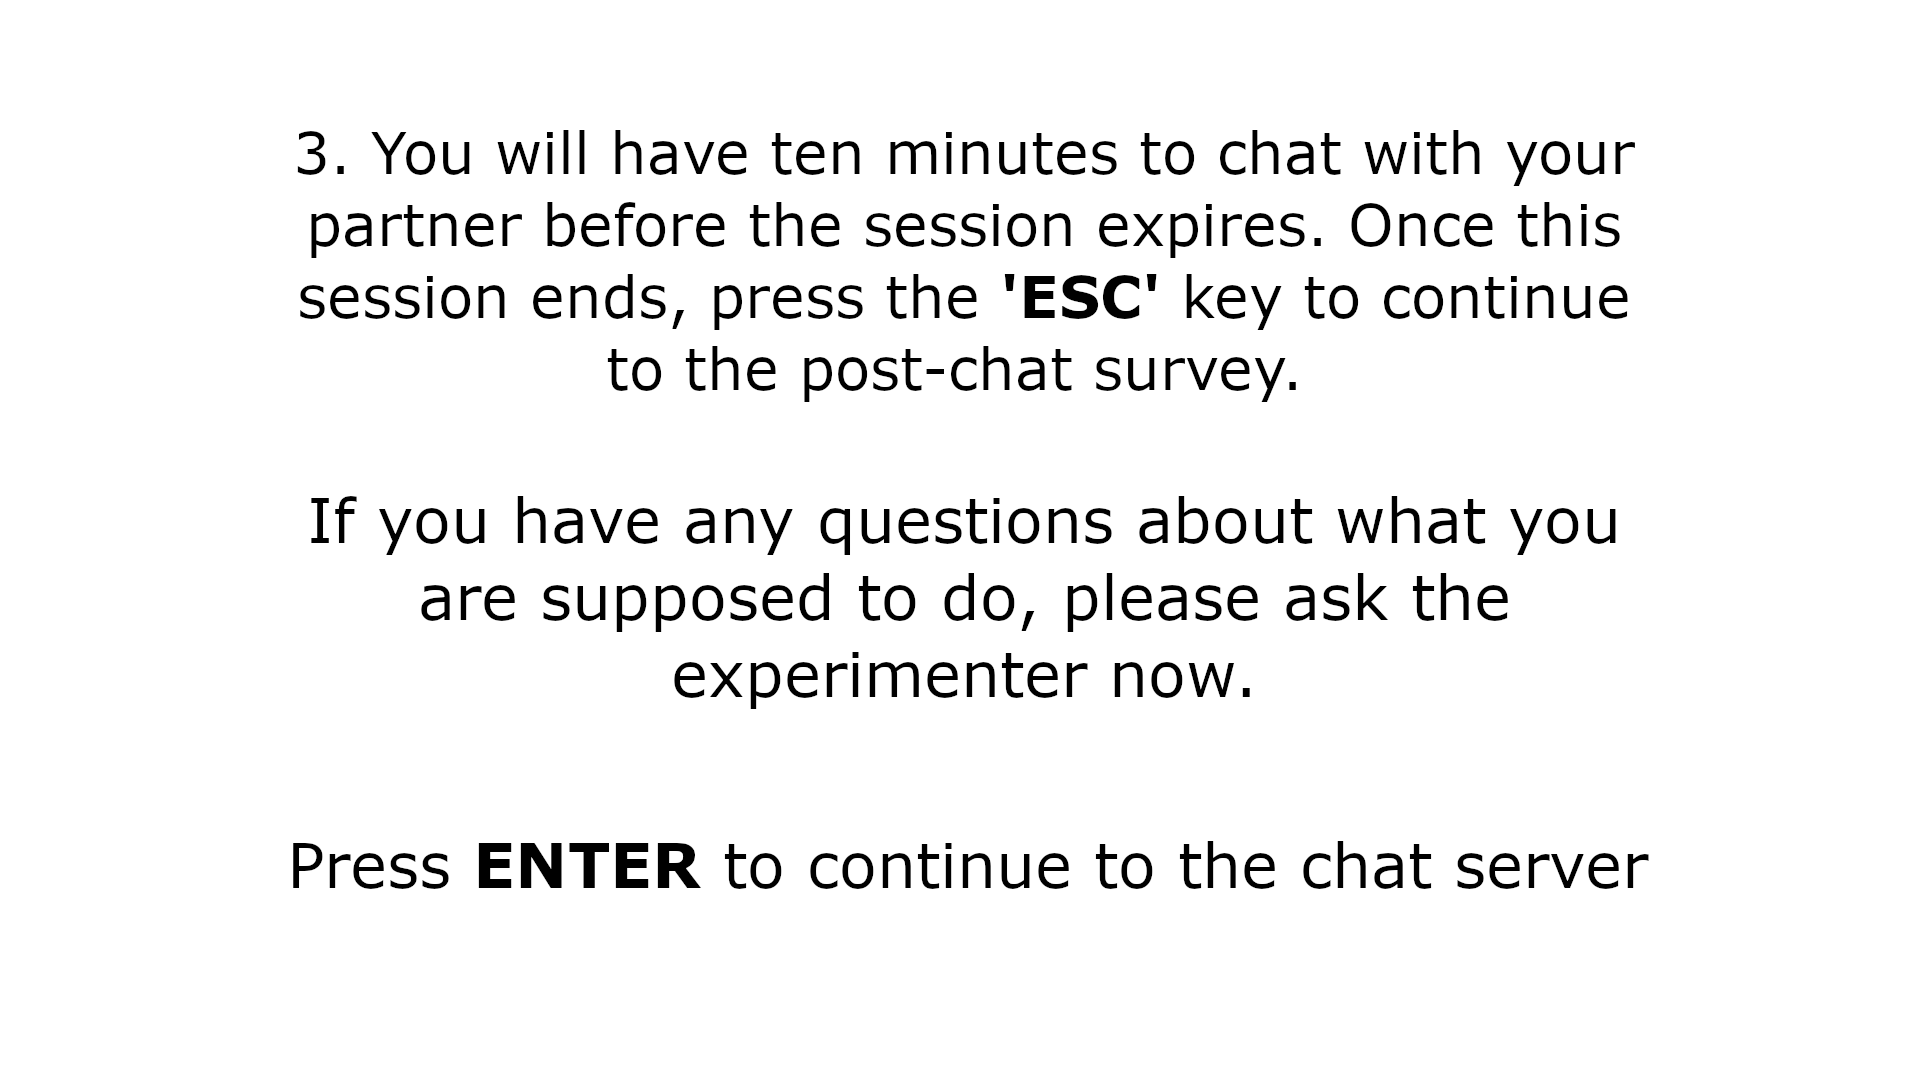 3. You will have ten minutes to chat with your
partner before the session expires. Once this
session ends, press the 'ESC' key to continue
to the post-chat survey.
If you have any questions about what you
are supposed to do, please ask the
experimenter now.
Press ENTER to continue to the chat server